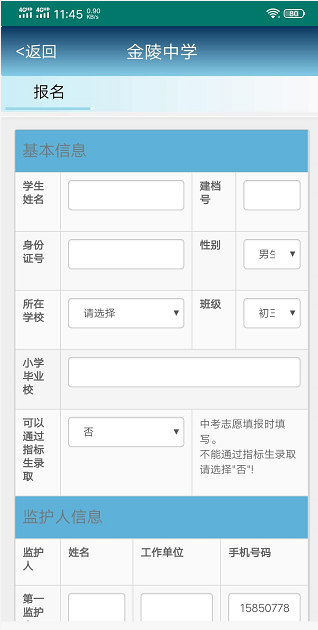 4G HD 4G HD 11:45 0.90 KB/s 80
<返回 金陵中学
报名
基本信息
学生姓名 建档号
身份证号 性别 男生
所在学校 请选择 班级 初三
小学毕业校
可以通过指标生录取 否 中考志愿填报时填写。
不能通过指标生录取请选择"否"!
监护人信息
监护人 姓名 工作单位 手机号码
第一监护 15850778